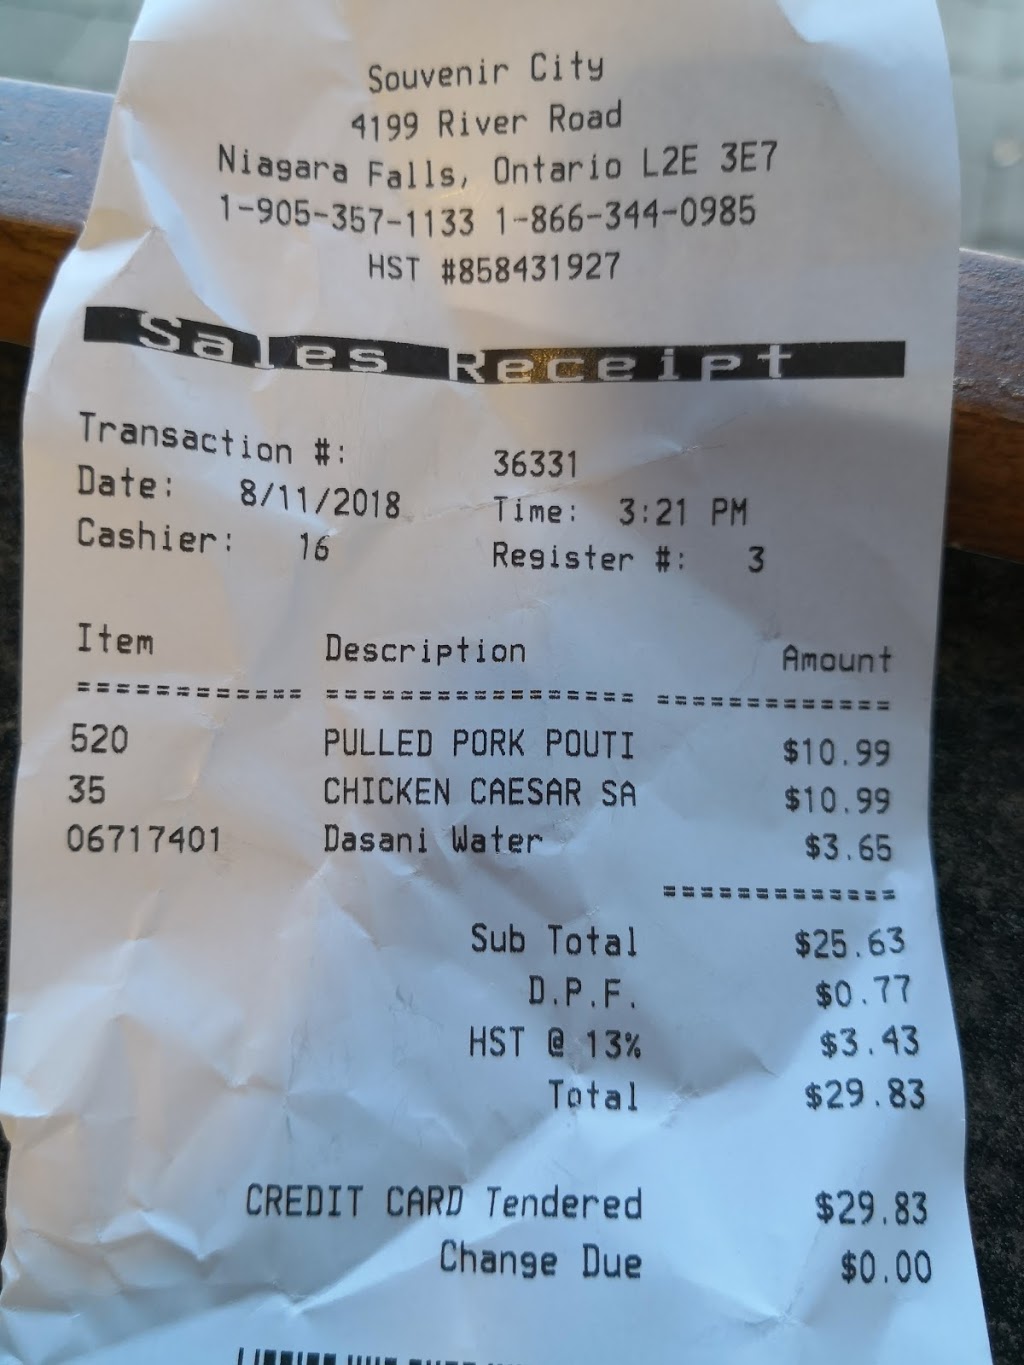 Souvenir City
4199 River Road
Niagara Falls, Ontario L2E 3E7
1-905-357-1133 1-866-344-0985
HST #858431927
Sales Receipt
Transaction #: 36331
Date: 8/11/2018 Time: 3:21 PM
Cashier: 16 Register #: 3
Item Description Amount
============ ================= =============
520 PULLED PORK POUTI $10.99
35 CHICKEN CAESAR SA $10.99
06717401 Dasani Water $3.65
=============
Sub Total $25.63
D.P.F. $0.77
HST @ 13% $3.43
Total $29.83
CREDIT CARD Tendered $29.83
Change Due $0.00